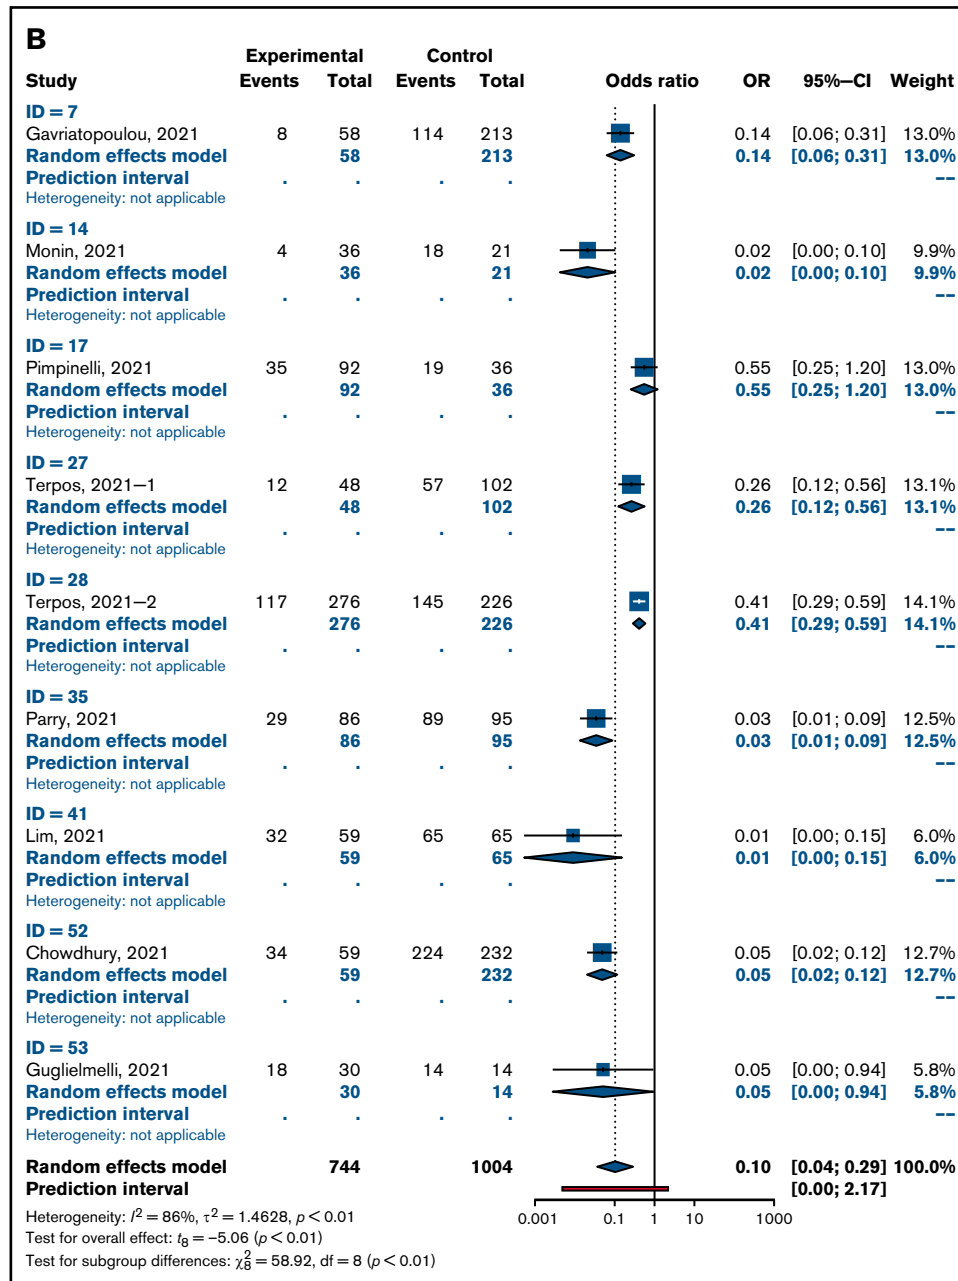 B
Experimental Control
Study Events Total Events Total Odds ratio OR 95%–CI Weight
ID = 7
Gavriatopoulou, 2021 8 58 114 213 0.14 [0.06; 0.31] 13.0%
Random effects model 58 213 0.14 [0.06; 0.31] 13.0%
Prediction interval . . . . --
Heterogeneity: not applicable
ID = 14
Monin, 2021 4 36 18 21 0.02 [0.00; 0.10] 9.9%
Random effects model 36 21 0.02 [0.00; 0.10] 9.9%
Prediction interval . . . . --
Heterogeneity: not applicable
ID = 17
Pimpinelli, 2021 35 92 19 36 0.55 [0.25; 1.20] 13.0%
Random effects model 92 36 0.55 [0.25; 1.20] 13.0%
Prediction interval . . . . --
Heterogeneity: not applicable
ID = 27
Terpos, 2021–1 12 48 57 102 0.26 [0.12; 0.56] 13.1%
Random effects model 48 102 0.26 [0.12; 0.56] 13.1%
Prediction interval . . . . --
Heterogeneity: not applicable
ID = 28
Terpos, 2021–2 117 276 145 226 0.41 [0.29; 0.59] 14.1%
Random effects model 276 226 0.41 [0.29; 0.59] 14.1%
Prediction interval . . . . --
Heterogeneity: not applicable
ID = 35
Parry, 2021 29 86 89 95 0.03 [0.01; 0.09] 12.5%
Random effects model 86 95 0.03 [0.01; 0.09] 12.5%
Prediction interval . . . . --
Heterogeneity: not applicable
ID = 41
Lim, 2021 32 59 65 65 0.01 [0.00; 0.15] 6.0%
Random effects model 59 65 0.01 [0.00; 0.15] 6.0%
Prediction interval . . . . --
Heterogeneity: not applicable
ID = 52
Chowdhury, 2021 34 59 224 232 0.05 [0.02; 0.12] 12.7%
Random effects model 59 232 0.05 [0.02; 0.12] 12.7%
Prediction interval . . . . --
Heterogeneity: not applicable
ID = 53
Guglielmelli, 2021 18 30 14 14 0.05 [0.00; 0.94] 5.8%
Random effects model 30 14 0.05 [0.00; 0.94] 5.8%
Prediction interval . . . . --
Heterogeneity: not applicable
Random effects model 744 1004 0.10 [0.04; 0.29] 100.0%
Prediction interval [0.00; 2.17]
Heterogeneity: I² = 86%, τ² = 1.4628, p < 0.01
0.001 0.1 1 10 1000
Test for overall effect: t₈ = –5.06 (p < 0.01)
Test for subgroup differences: χ²₈ = 58.92, df = 8 (p < 0.01)